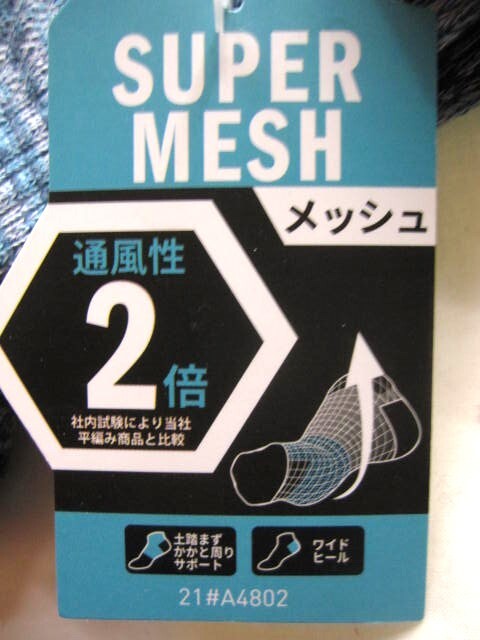 SUPER
MESH
メッシュ
通風性
2倍
社内試験により当社
平編み商品と比較
土踏まず
かかと周り
サポート
ワイド
ヒール
21#A4802